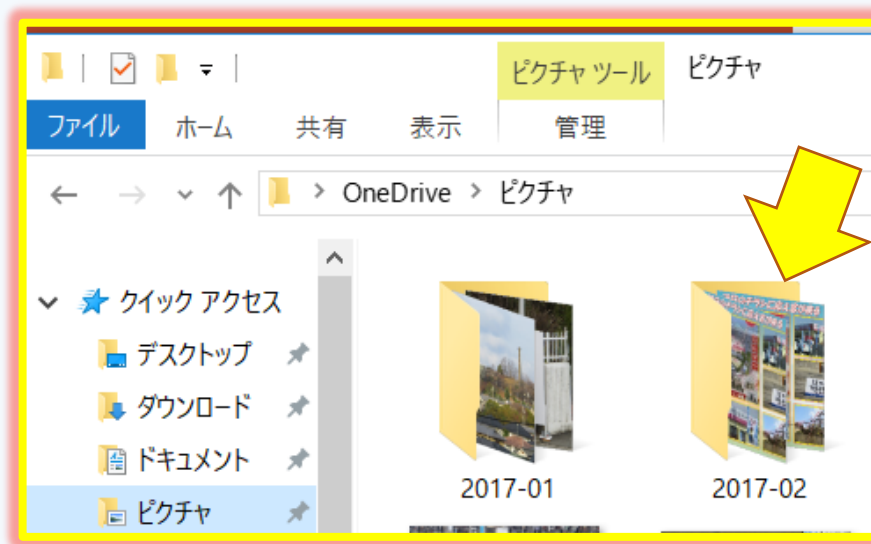 ピクチャ ツール
ピクチャ
ファイル
ホーム
共有
表示
管理
OneDrive
ピクチャ
クイック アクセス
デスクトップ
ダウンロード
ドキュメント
ピクチャ
2017-01
2017-02